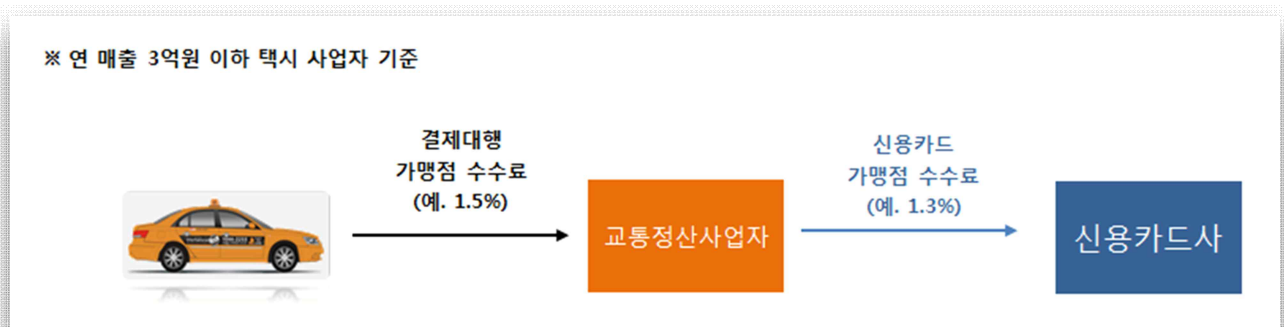 ※ 연 매출 3억원 이하 택시 사업자 기준
결제대행
가맹점 수수료
(예. 1.5%)
신용카드
가맹점 수수료
(예. 1.3%)
교통정산사업자
신용카드사